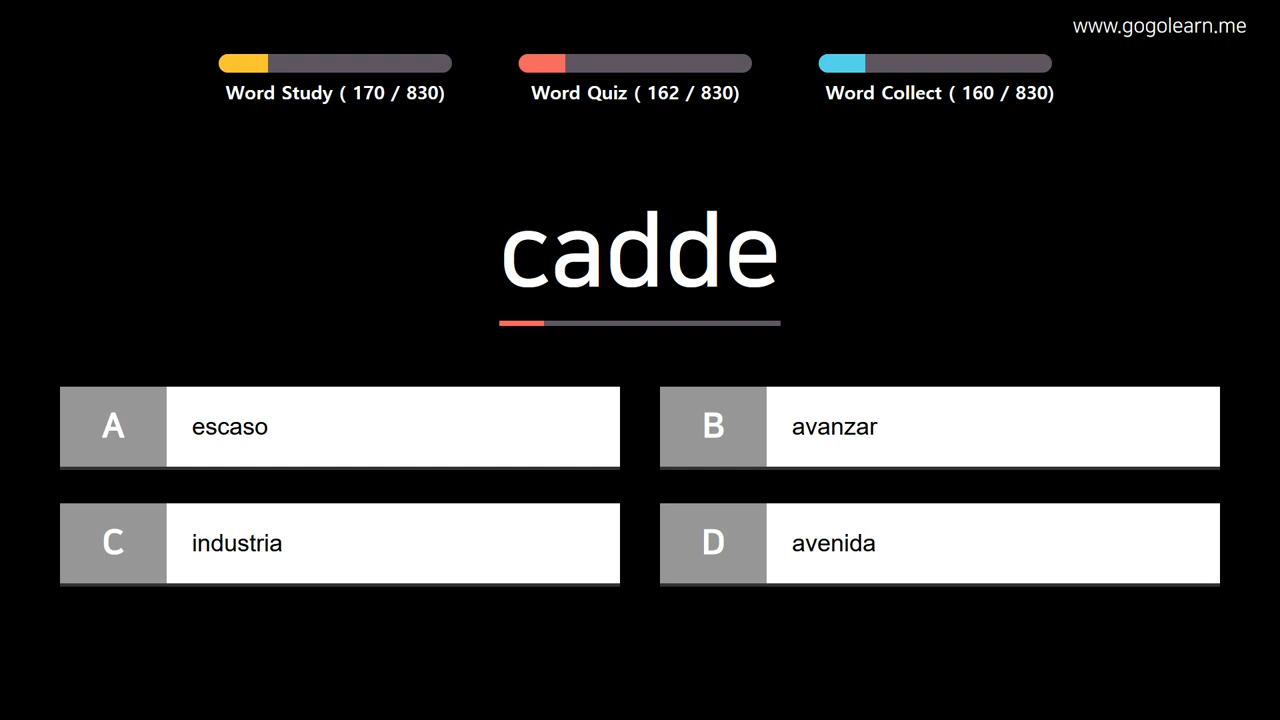 www.gogolearn.me
Word Study ( 170 / 830)
Word Quiz ( 162 / 830)
Word Collect ( 160 / 830)
cadde
A escaso
B avanzar
C industria
D avenida